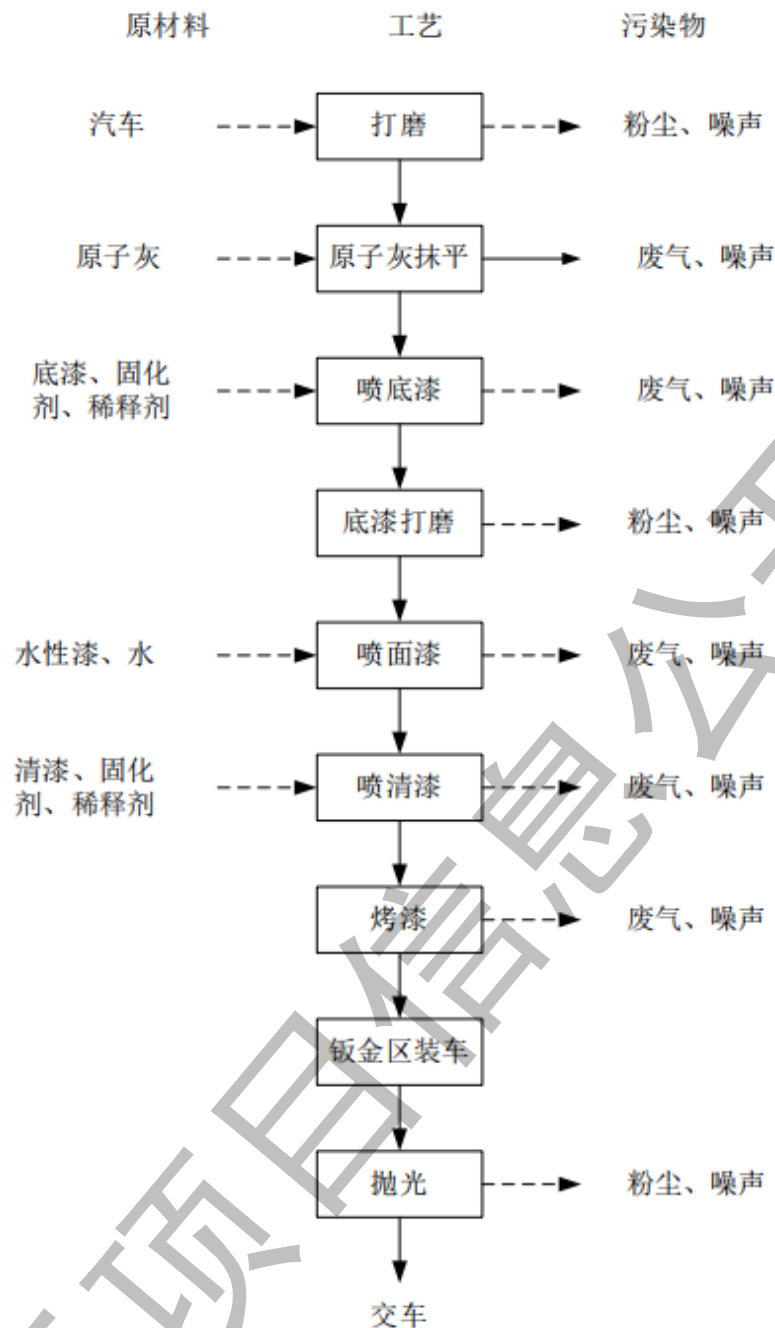 原材料 工艺 污染物
汽车 打磨 粉尘、噪声
原子灰 原子灰抹平 废气、噪声
底漆、固化
剂、稀释剂
喷底漆 废气、噪声
底漆打磨 粉尘、噪声
水性漆、水 喷面漆 废气、噪声
清漆、固化
剂、稀释剂
喷清漆 废气、噪声
烤漆 废气、噪声
钣金区装车
抛光 粉尘、噪声
交车
项目信息公